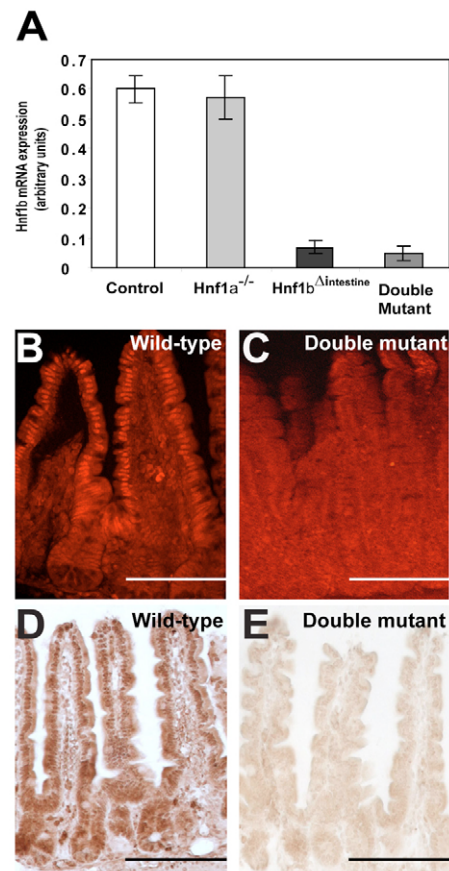 A
Hnf1b mRNA expression
(arbitrary units)
0.7
0.6
0.5
0.4
0.3
0.2
0.1
0
Control
Hnf1a-/-
Hnf1bΔintestine
Double
Mutant
B
Wild-type
C
Double mutant
D
Wild-type
E
Double mutant